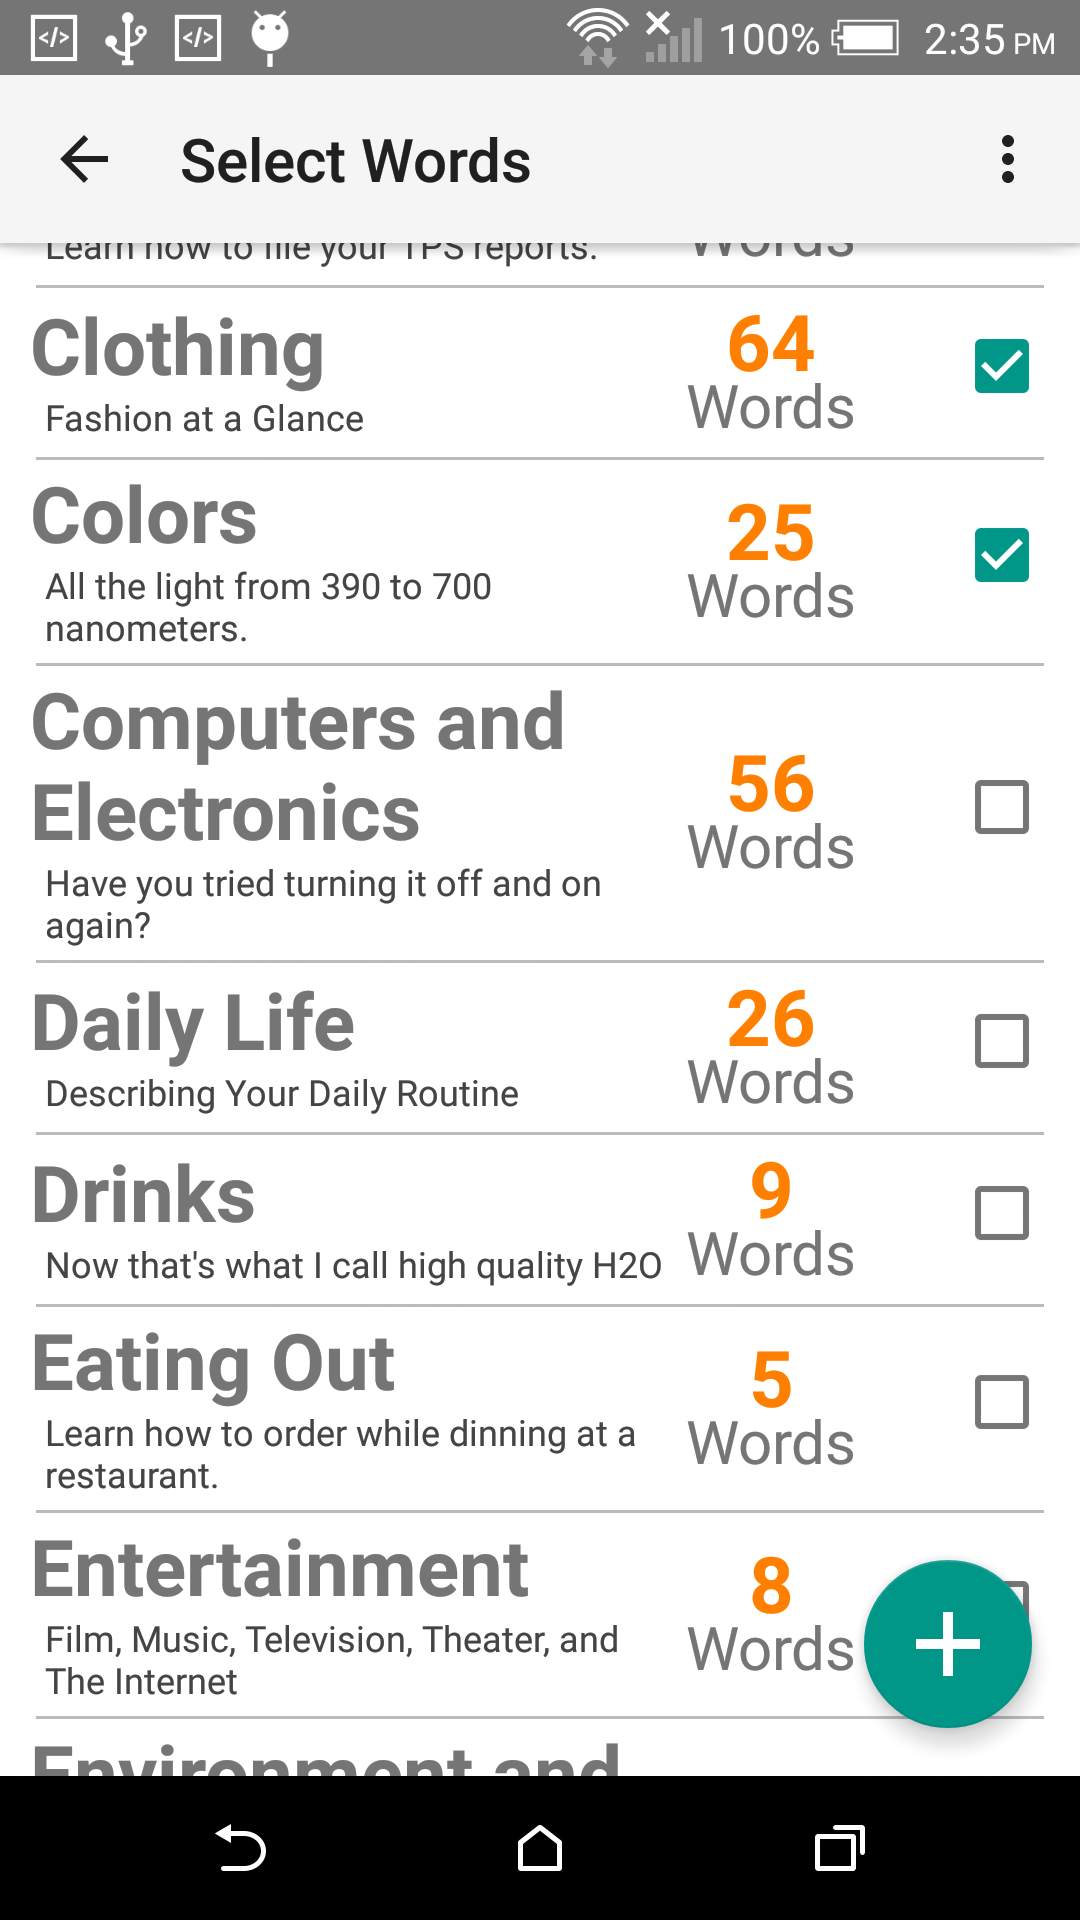 100% 2:35 PM
Select Words
Learn how to file your TPS reports.
Words
Clothing
64
Words
Fashion at a Glance
Colors
25
Words
All the light from 390 to 700
nanometers.
Computers and
Electronics
56
Words
Have you tried turning it off and on
again?
Daily Life
26
Words
Describing Your Daily Routine
Drinks
9
Words
Now that's what I call high quality H2O
Eating Out
5
Words
Learn how to order while dinning at a
restaurant.
Entertainment
8
Words
Film, Music, Television, Theater, and
The Internet
Environment and